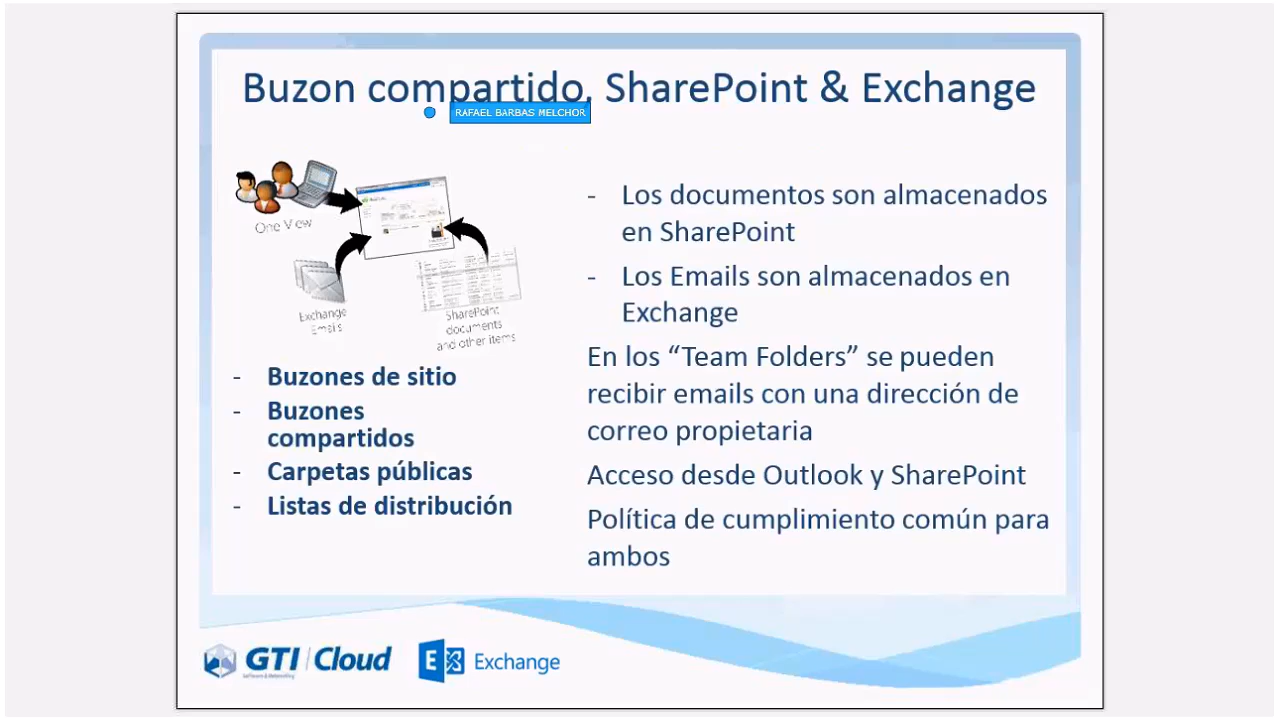 Buzon compartido, SharePoint & Exchange
RAFAEL BARBAS MELCHOR
One View
Exchange
Emails
SharePoint
documents
and other items
- Buzones de sitio
- Buzones
compartidos
- Carpetas públicas
- Listas de distribución
- Los documentos son almacenados
en SharePoint
- Los Emails son almacenados en
Exchange
En los “Team Folders” se pueden
recibir emails con una dirección de
correo propietaria
Acceso desde Outlook y SharePoint
Política de cumplimiento común para
ambos
GTI Cloud
Software & Networking
E Exchange